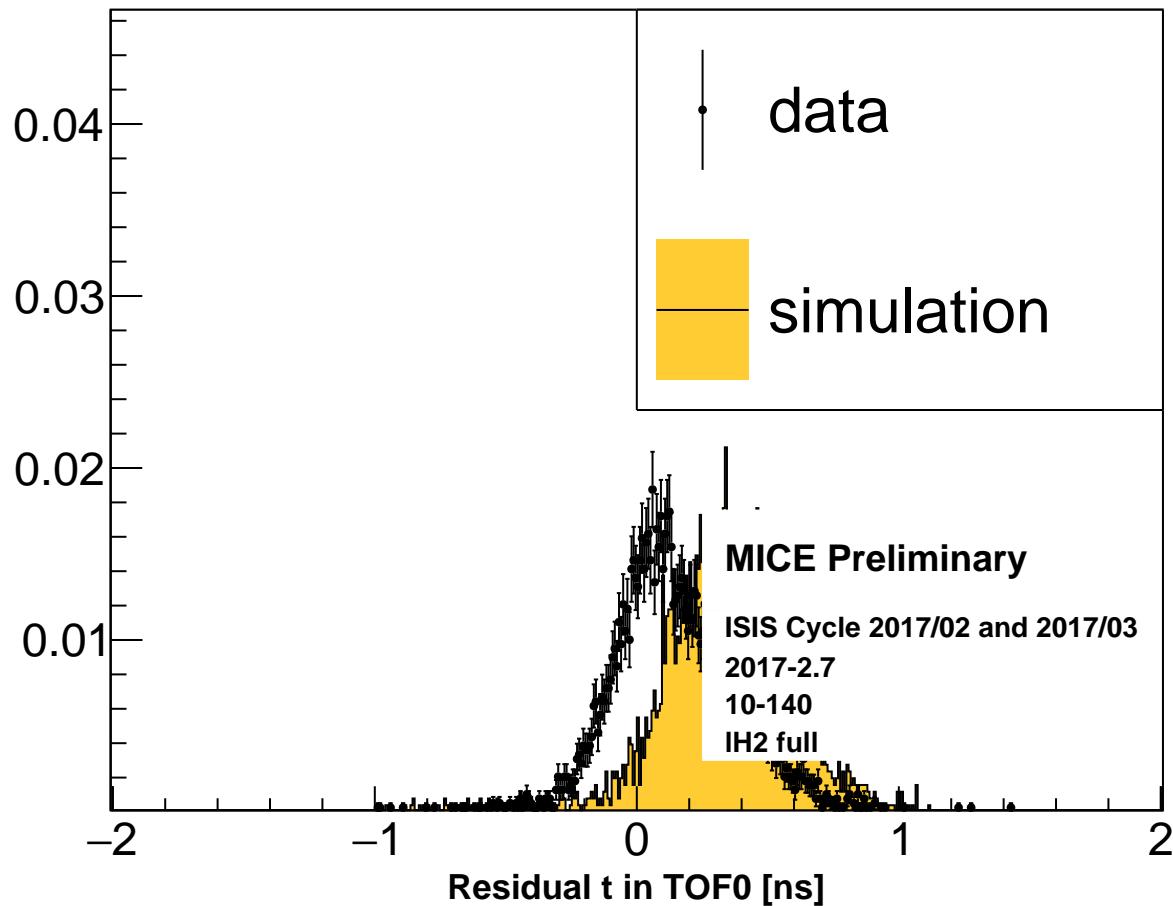 0.04
0.03
0.02
0.01
data
simulation
MICE Preliminary
ISIS Cycle 2017/02 and 2017/03
2017-2.7
10-140
lH2 full
−2 −1 0 1 2
Residual t in TOF0 [ns]